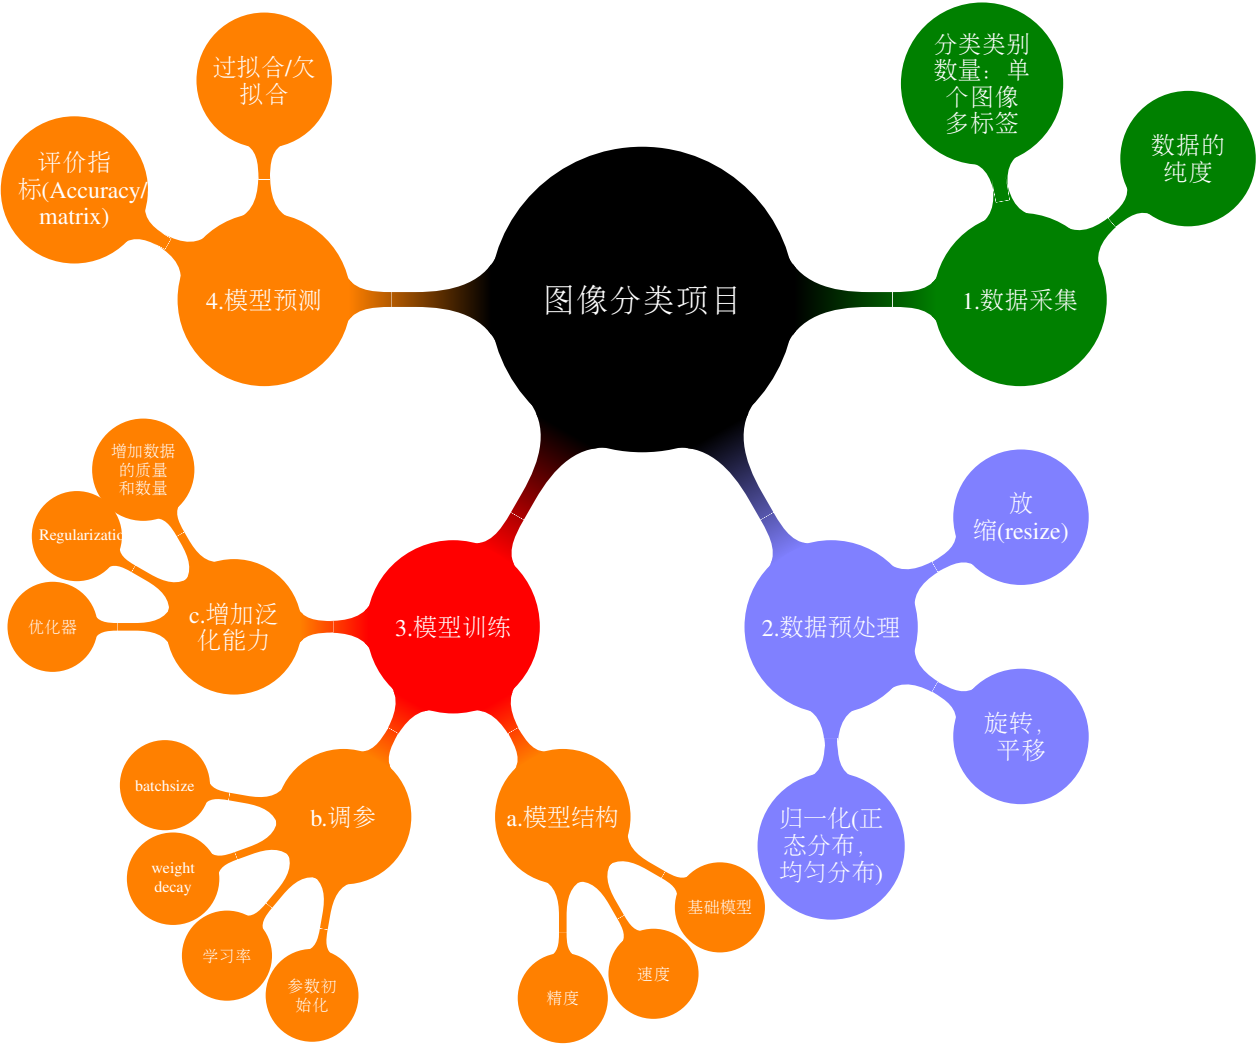 图像分类项目
1.数据采集
分类类别
数量：单
个图像
多标签
数据的
纯度
2.数据预处理
放
缩(resize)
旋转，
平移
归一化(正
态分布，
均匀分布)
3.模型训练
a.模型结构
基础模型
速度
精度
b.调参
batchsize
weight
decay
学习率
参数初
始化
c.增加泛
化能力
增加数据
的质量
和数量
Regularizatio
优化器
4.模型预测
过拟合/欠
拟合
评价指
标(Accuracy/
matrix)